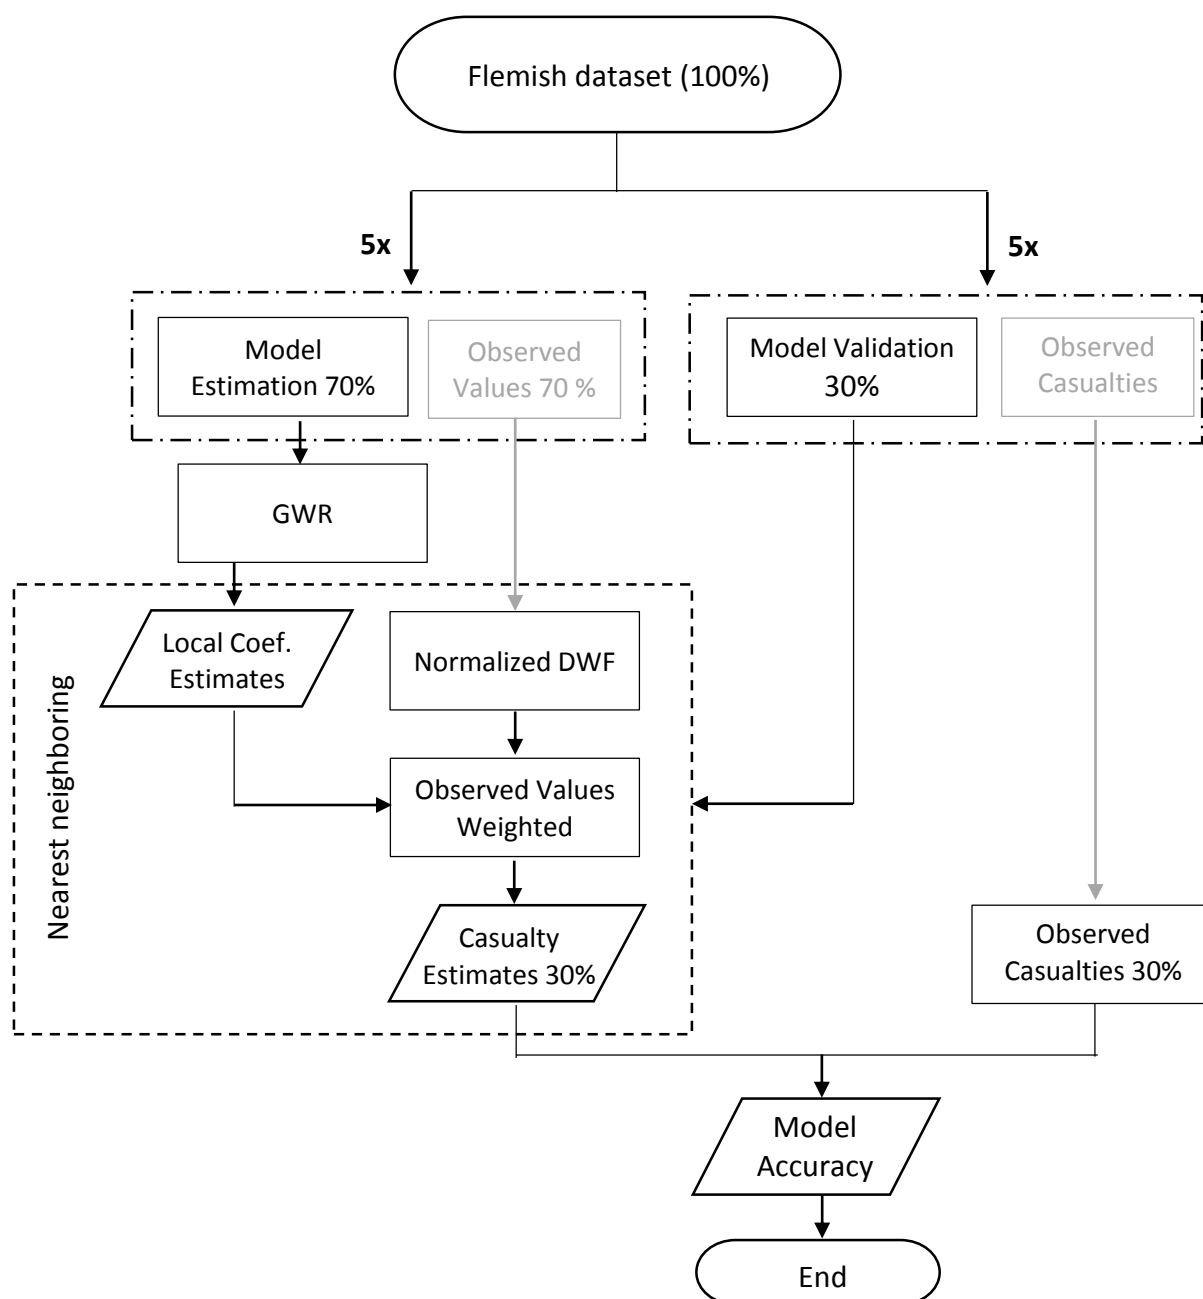 Flemish dataset (100%)
5x
5x
Model
Estimation 70%
Observed
Values 70 %
Model Validation
30%
Observed
Casualties
GWR
Local Coef.
Estimates
Normalized DWF
Nearest neighboring
Observed Values
Weighted
Casualty
Estimates 30%
Observed
Casualties 30%
Model
Accuracy
End